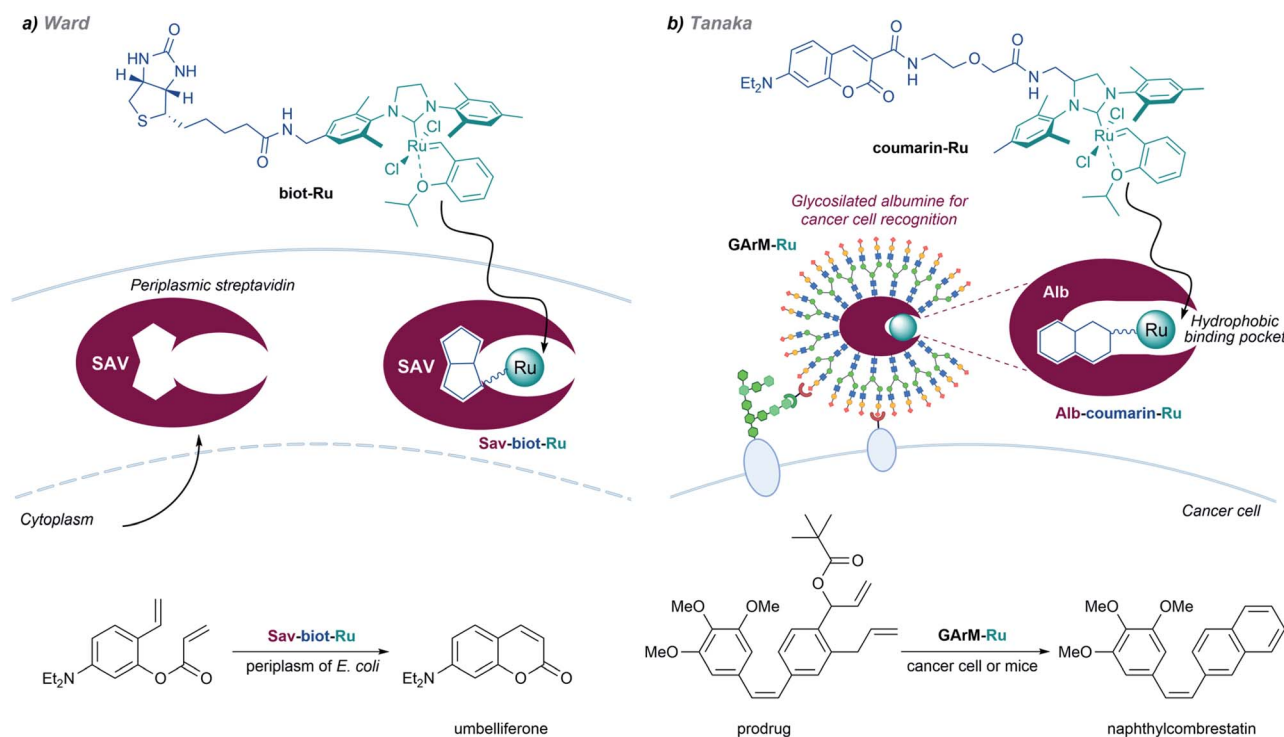 a) Ward
O
HN
NH
H
H
S
O
H
N
N
N
Cl
Ru
Cl
O
biot-Ru
Periplasmic streptavidin
SAV
SAV
Ru
Sav-biot-Ru
Cytoplasm
Et2N
O
O
Sav-biot-Ru
periplasm of E. coli
Et2N
O
O
umbelliferone
b) Tanaka
O
N
H
O
O
H
N
Et2N
O
O
N
N
Cl
Ru
Cl
O
coumarin-Ru
Glycosilated albumine for
cancer cell recognition
GArM-Ru
Alb
Ru
Hydrophobic
binding pocket
Alb-coumarin-Ru
Cancer cell
O
O
OMe
MeO
OMe
MeO
prodrug
GArM-Ru
cancer cell or mice
OMe
MeO
OMe
MeO
naphthylcombrestatin